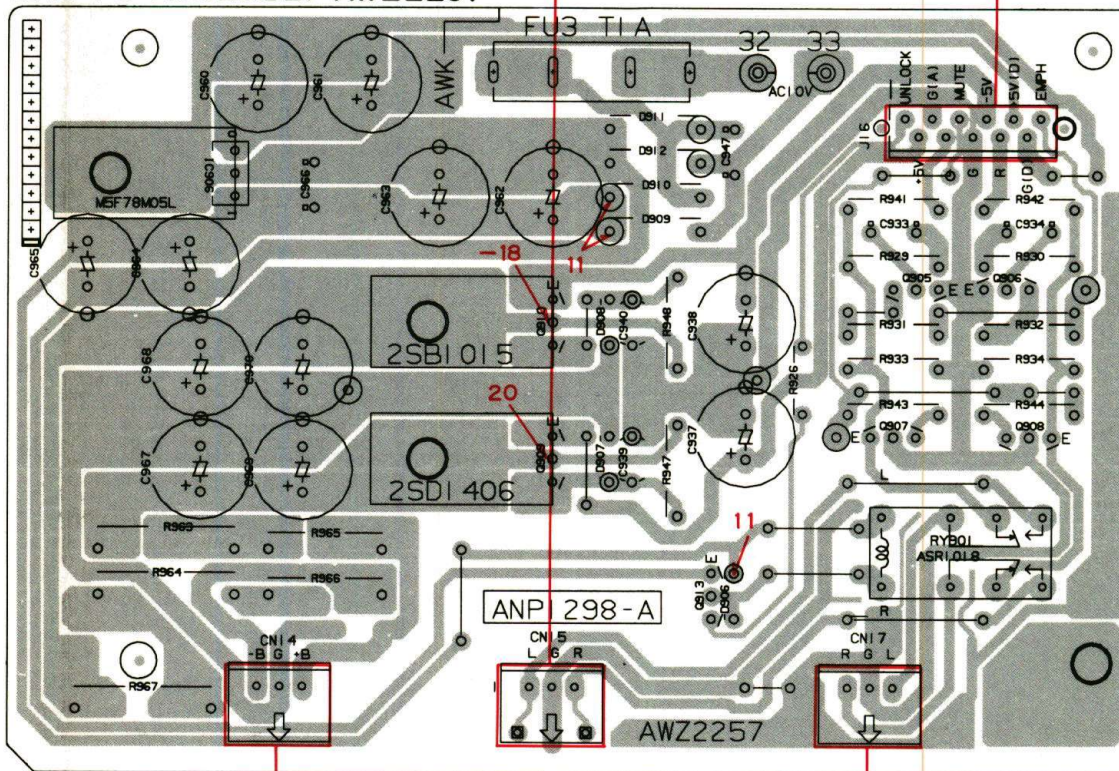 FU3 T1A
32
33
AC10V
AWK
C960
C961
UNLOCK
G(A)
MUTE
-5V
+5V(D)
EMPH
J16
+5V
G
R
G(D)
D911
D912
C947
D910
D909
M5F78M05L
C966
C963
C962
11
R941
R942
C933
C934
R929
R930
Q905
Q906
E
E
C965
-18
E
Q910
2SB1015
D908
C940
R948
C938
R931
R932
R933
R934
R926
C968
C970
R943
R944
Q907
Q908
E
E
20
E
Q909
2SD1406
D907
C939
R947
C937
C967
C969
L
R963
R965
R964
R966
11
E
Q913
D906
RY801
ASR1018
R
ANP1298-A
CN14
-B G +B
CN15
L G R
CN17
R G L
R967
1
AWZ2257